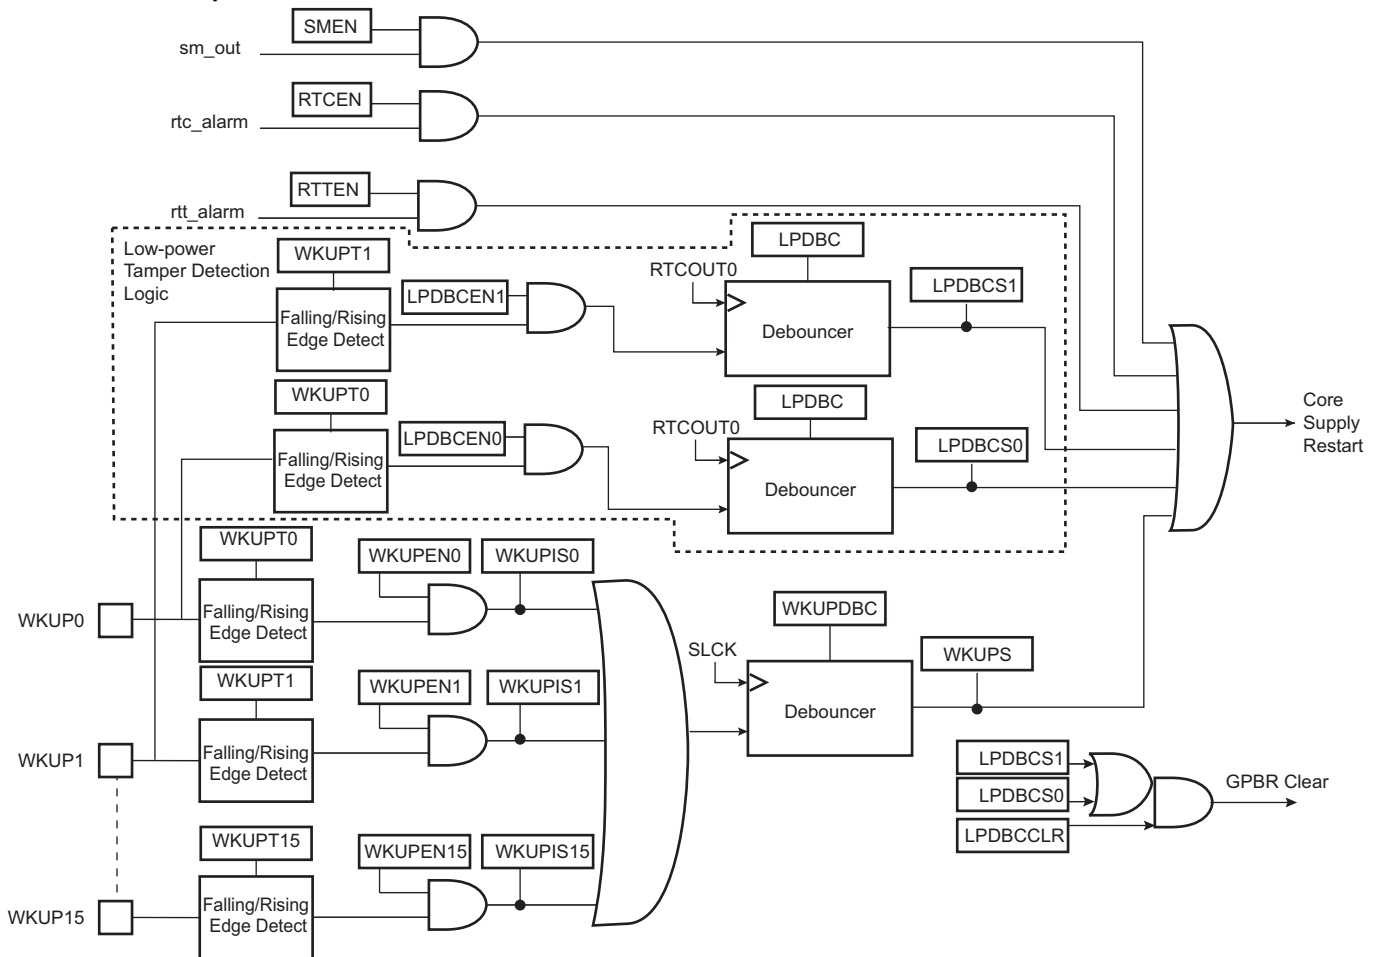 SMEN
sm_out
RTCEN
rtc_alarm
RTTEN
rtt_alarm
Low-power
Tamper Detection
Logic
WKUPT1
Falling/Rising
Edge Detect
LPDBCEN1
RTCOUT0
LPDBC
Debouncer
LPDBCS1
WKUPT0
Falling/Rising
Edge Detect
LPDBCEN0
RTCOUT0
LPDBC
Debouncer
LPDBCS0
Core
Supply
Restart
WKUP0
WKUPT0
Falling/Rising
Edge Detect
WKUPEN0
WKUPIS0
WKUP1
WKUPT1
Falling/Rising
Edge Detect
WKUPEN1
WKUPIS1
SLCK
WKUPDBC
Debouncer
WKUPS
WKUP15
WKUPT15
Falling/Rising
Edge Detect
WKUPEN15
WKUPIS15
LPDBCS1
LPDBCS0
LPDBCCLR
GPBR Clear